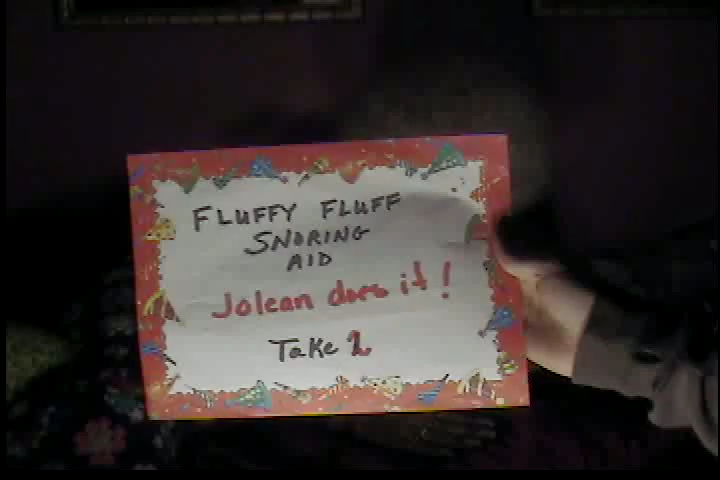 FLUFFY FLUFF
SNORING
AID
Jolean does it!
Take 2